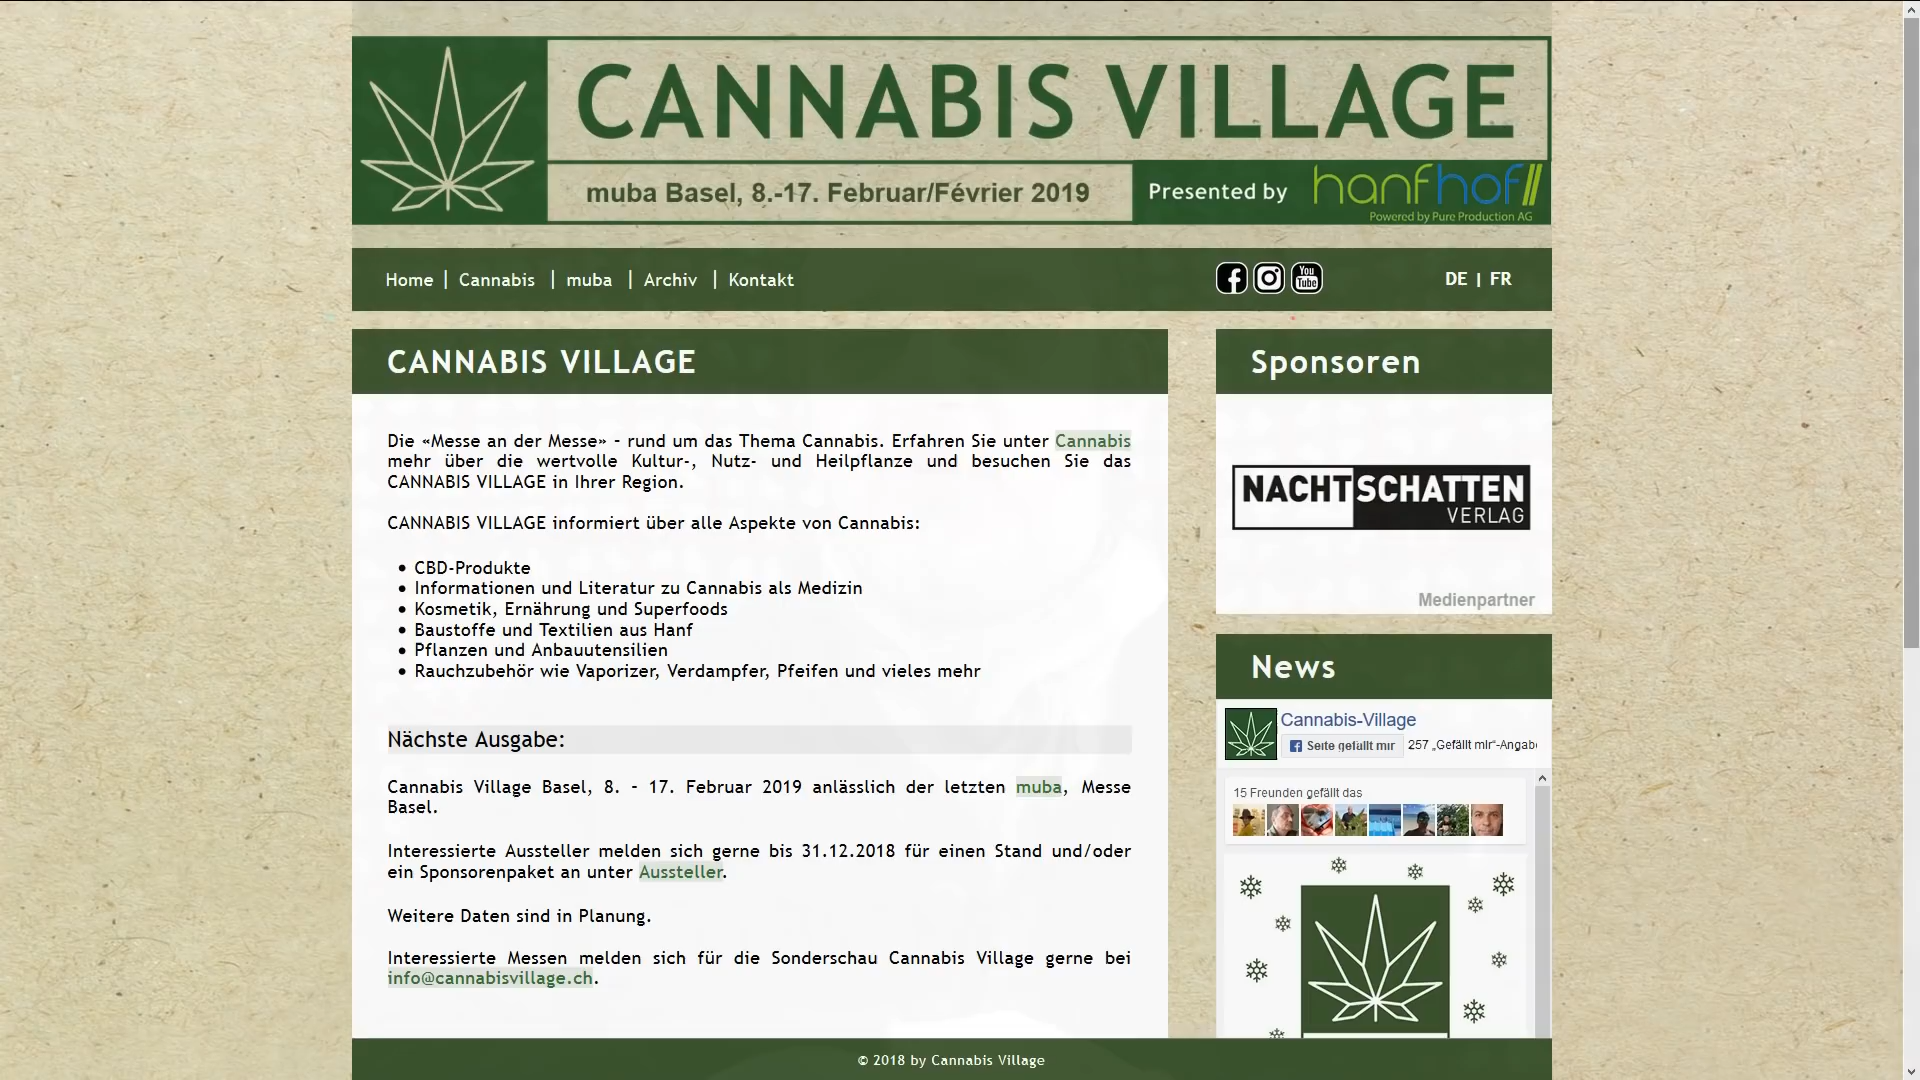 CANNABIS VILLAGE
muba Basel, 8.-17. Februar/Février 2019
Presented by
hanfhof
Powered by Pure Production AG
Home | Cannabis | muba | Archiv | Kontakt
You
Tube
DE | FR
CANNABIS VILLAGE
Die «Messe an der Messe» - rund um das Thema Cannabis. Erfahren Sie unter Cannabis
mehr über die wertvolle Kultur-, Nutz- und Heilpflanze und besuchen Sie das
CANNABIS VILLAGE in Ihrer Region.
CANNABIS VILLAGE informiert über alle Aspekte von Cannabis:
• CBD-Produkte
• Informationen und Literatur zu Cannabis als Medizin
• Kosmetik, Ernährung und Superfoods
• Baustoffe und Textilien aus Hanf
• Pflanzen und Anbauutensilien
• Rauchzubehör wie Vaporizer, Verdampfer, Pfeifen und vieles mehr
Nächste Ausgabe:
Cannabis Village Basel, 8. - 17. Februar 2019 anlässlich der letzten muba, Messe
Basel.
Interessierte Aussteller melden sich gerne bis 31.12.2018 für einen Stand und/oder
ein Sponsorenpaket an unter Aussteller.
Weitere Daten sind in Planung.
Interessierte Messen melden sich für die Sonderschau Cannabis Village gerne bei
info@cannabisvillage.ch.
Sponsoren
NACHTSCHATTEN
VERLAG
Medienpartner
News
Cannabis-Village
Seite gefällt mir
257 „Gefällt mir“-Angabe
15 Freunden gefällt das
© 2018 by Cannabis Village